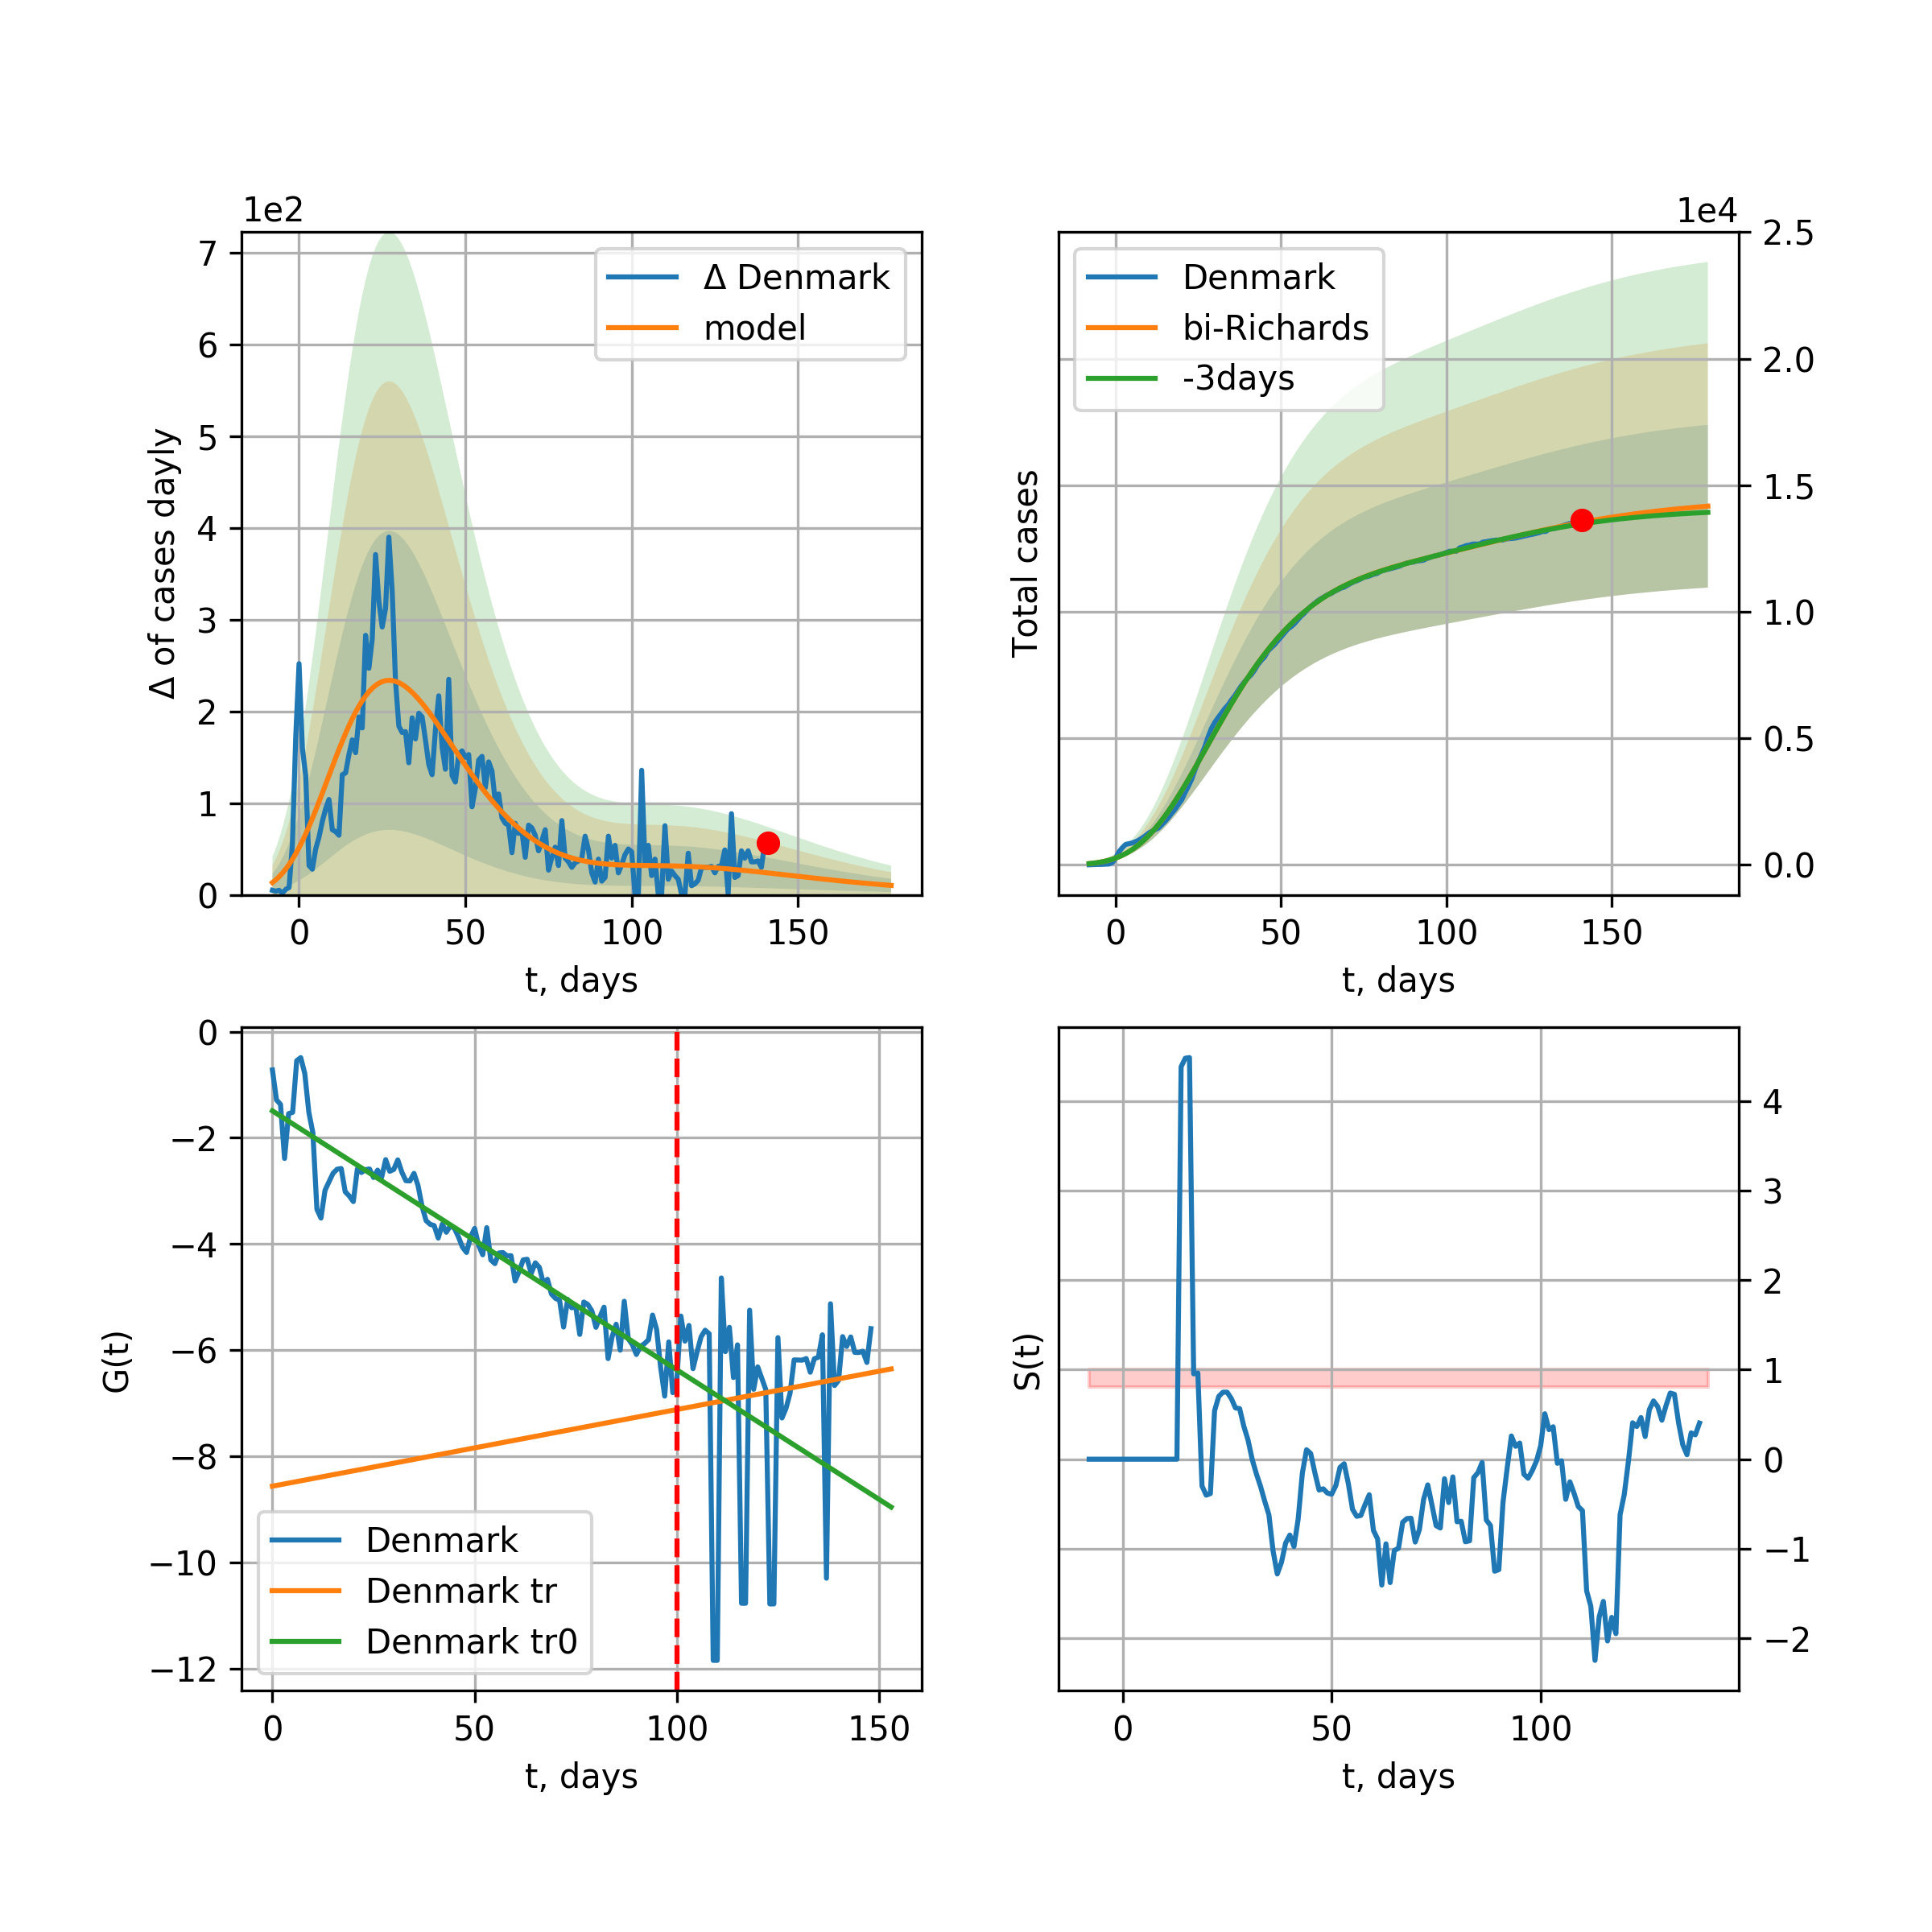 1e2
7
6
5
4
3
2
1
0
Δ of cases dayly
Δ Denmark
model
0 50 100 150
t, days
1e4
2.5
2.0
1.5
1.0
0.5
0.0
Total cases
Denmark
bi-Richards
-3days
0 50 100 150
t, days
0
−2
−4
−6
−8
−10
−12
G(t)
Denmark
Denmark tr
Denmark tr0
0 50 100 150
t, days
4
3
2
1
0
−1
−2
S(t)
0 50 100
t, days